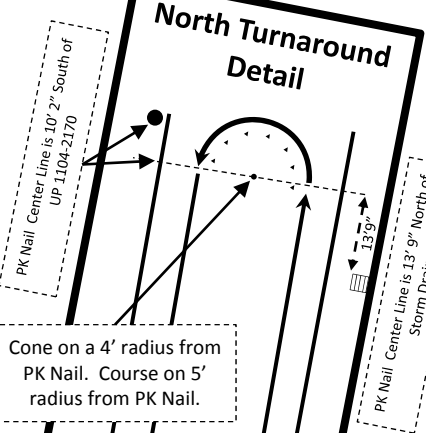 North Turnaround
Detail
PK Nail Center Line is 10' 2" South of
UP 1104-2170
13'9"
PK Nail Center Line is 13' 9" North of
Storm Drai
Cone on a 4' radius from
PK Nail. Course on 5'
radius from PK Nail.